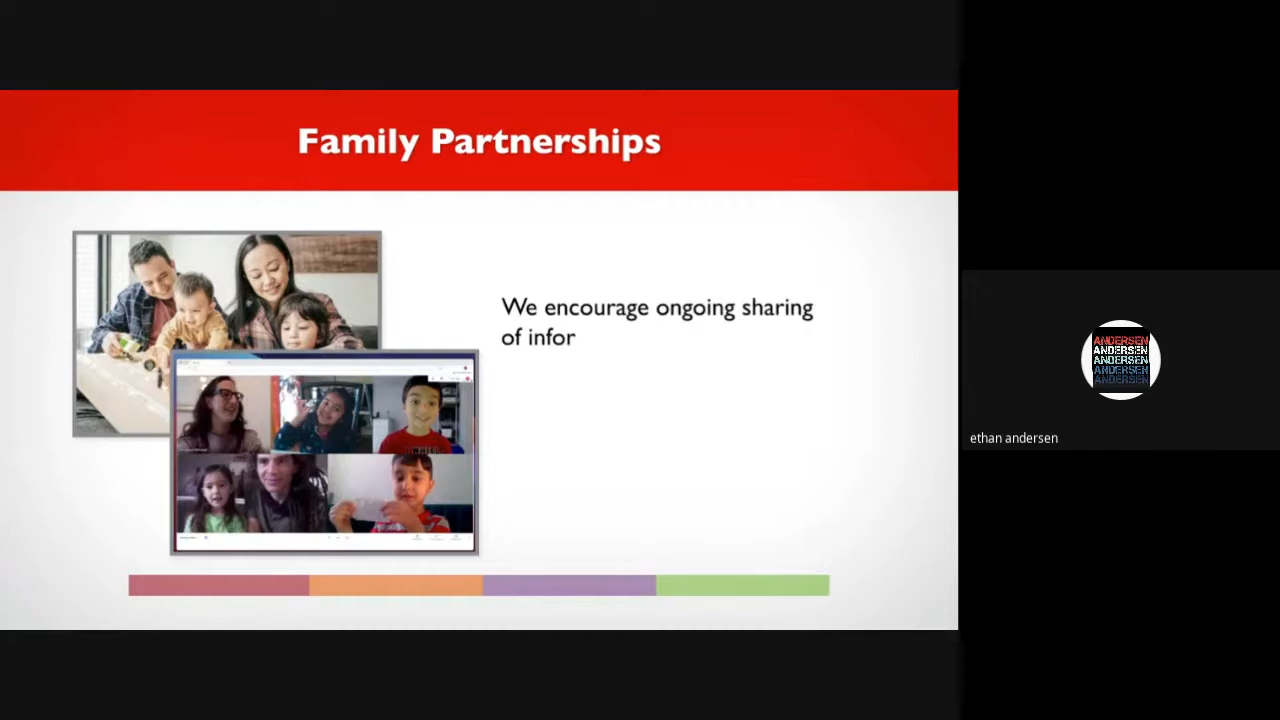 Family Partnerships
We encourage ongoing sharing
of infor
ANDERSEN
ANDERSEN
ANDERSEN
ANDERSEN
ANDERSEN
ethan andersen